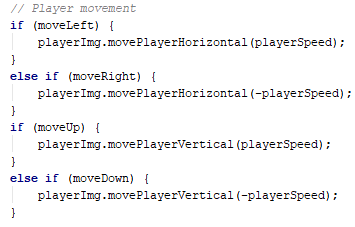 // Player movement
if (moveLeft) {
    playerImg.movePlayerHorizontal(playerSpeed);
}
else if (moveRight) {
    playerImg.movePlayerHorizontal(-playerSpeed);
}
if (moveUp) {
    playerImg.movePlayerVertical(playerSpeed);
}
else if (moveDown) {
    playerImg.movePlayerVertical(-playerSpeed);
}